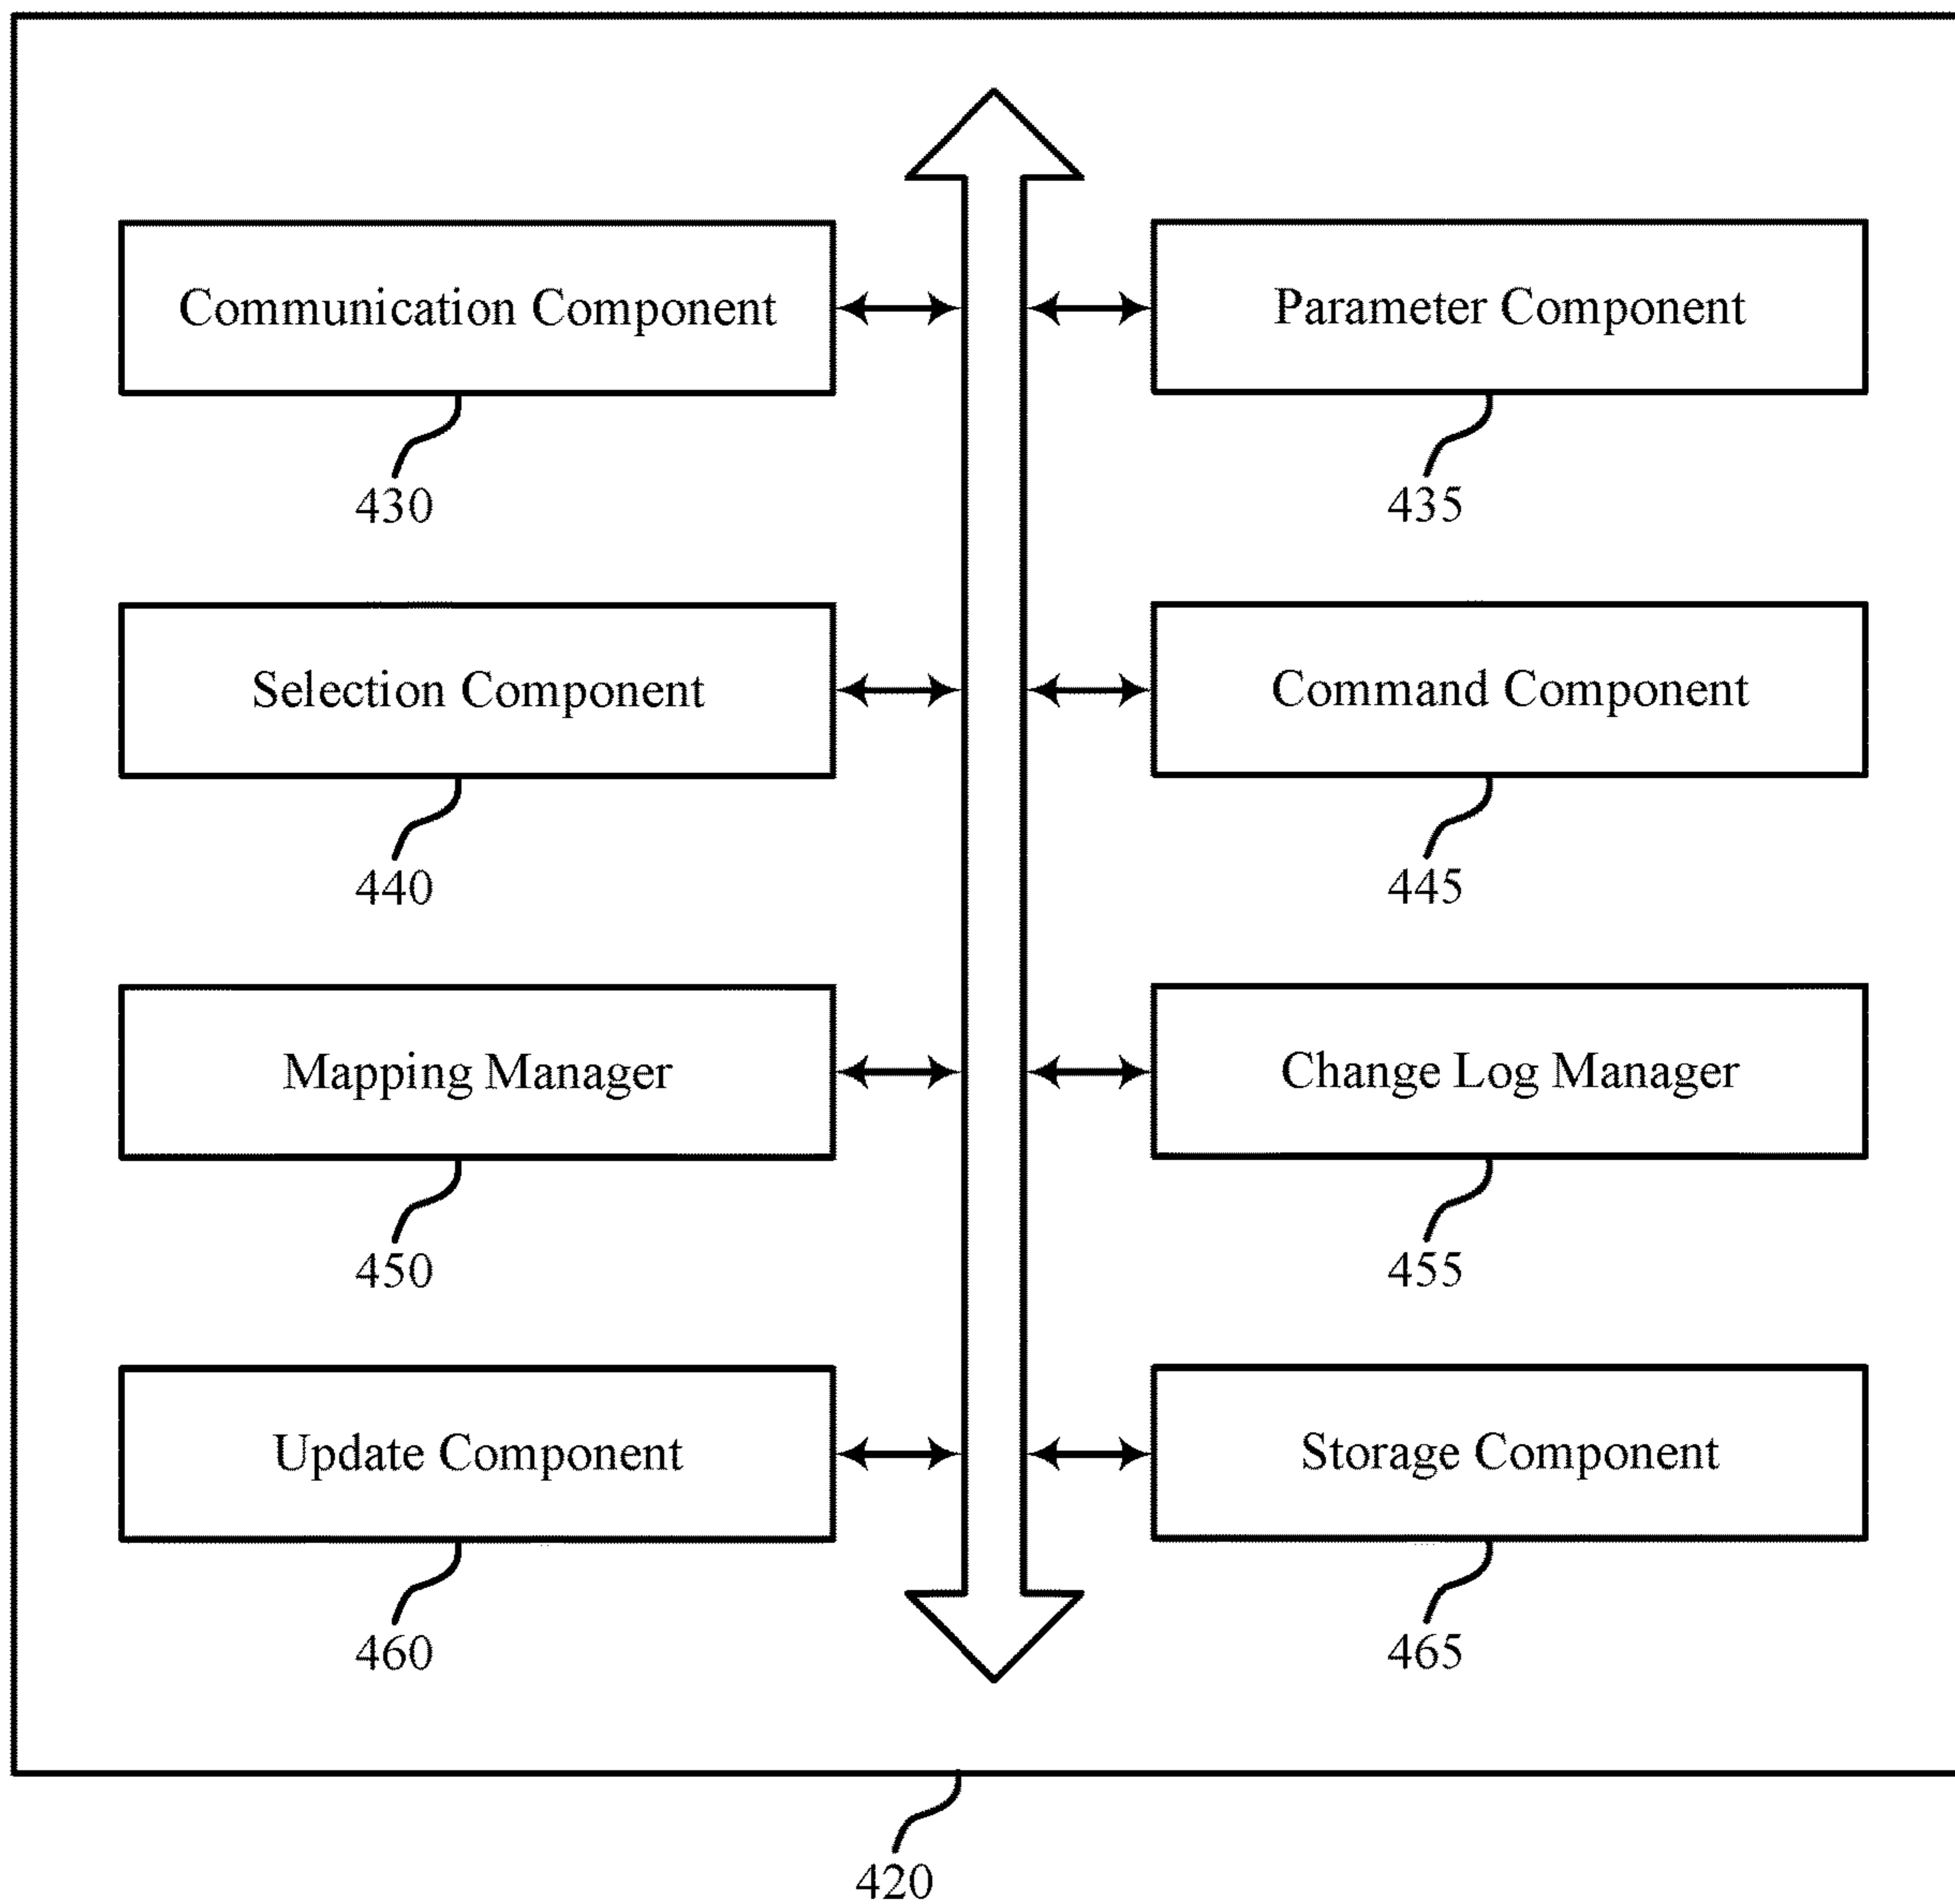 Communication Component
Parameter Component
430
435
Selection Component
Command Component
440
445
Mapping Manager
Change Log Manager
450
455
Update Component
Storage Component
460
465
420